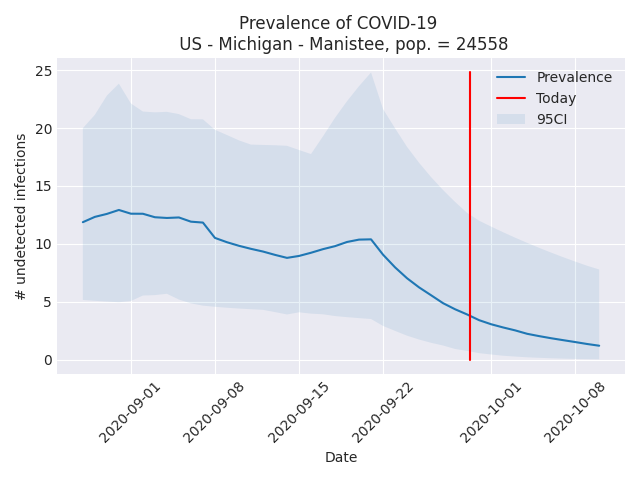 Prevalence of COVID-19
US - Michigan - Manistee, pop. = 24558
25
20
15
10
5
0
# undetected infections
Prevalence
Today
95CI
2020-09-01
2020-09-08
2020-09-15
2020-09-22
2020-10-01
2020-10-08
Date